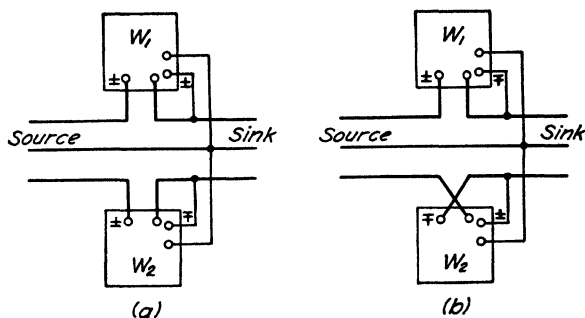 W₁ W₁
± ± ± ∓
Source Sink Source Sink
± ∓ ∓ ±
W₂ W₂
(a) (b)